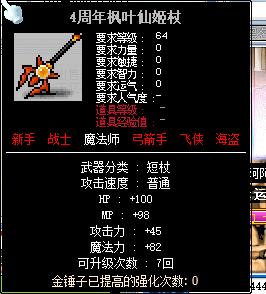 4周年枫叶仙姬杖
要求等级: 64
要求力量: 0
要求敏捷: 0
要求智力: 0
要求运气: 0
要求人气度: -
道具等级: -
道具经验值: -
新手 战士 魔法师 弓箭手 飞侠 海盗
武器分类: 短杖
攻击速度: 普通
HP: +100
MP: +98
攻击力: +45
魔法力: +82
可升级次数: 7回
金锤子已提高的强化次数: 0